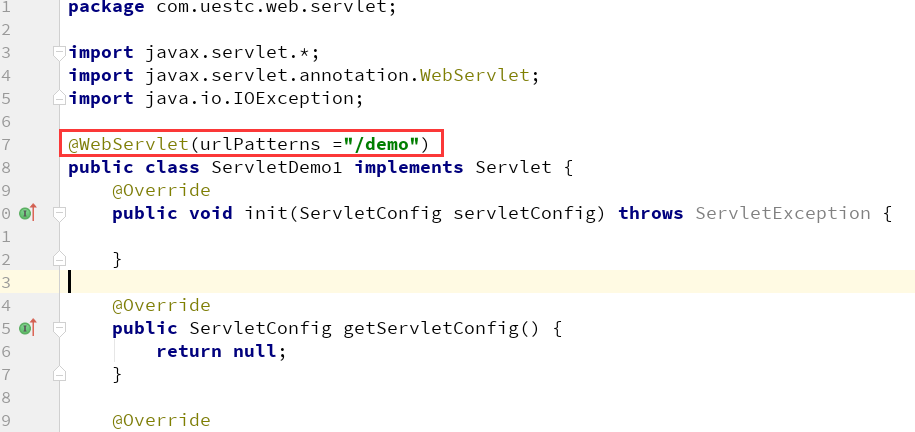 1 package com.uestc.web.servlet;
2
3 import javax.servlet.*;
4 import javax.servlet.annotation.WebServlet;
5 import java.io.IOException;
6
7 @WebServlet(urlPatterns ="/demo")
8 public class ServletDemo1 implements Servlet {
9 @Override
0 public void init(ServletConfig servletConfig) throws ServletException {
1
2 }
3
4 @Override
5 public ServletConfig getServletConfig() {
6 return null;
7 }
8
9 @Override